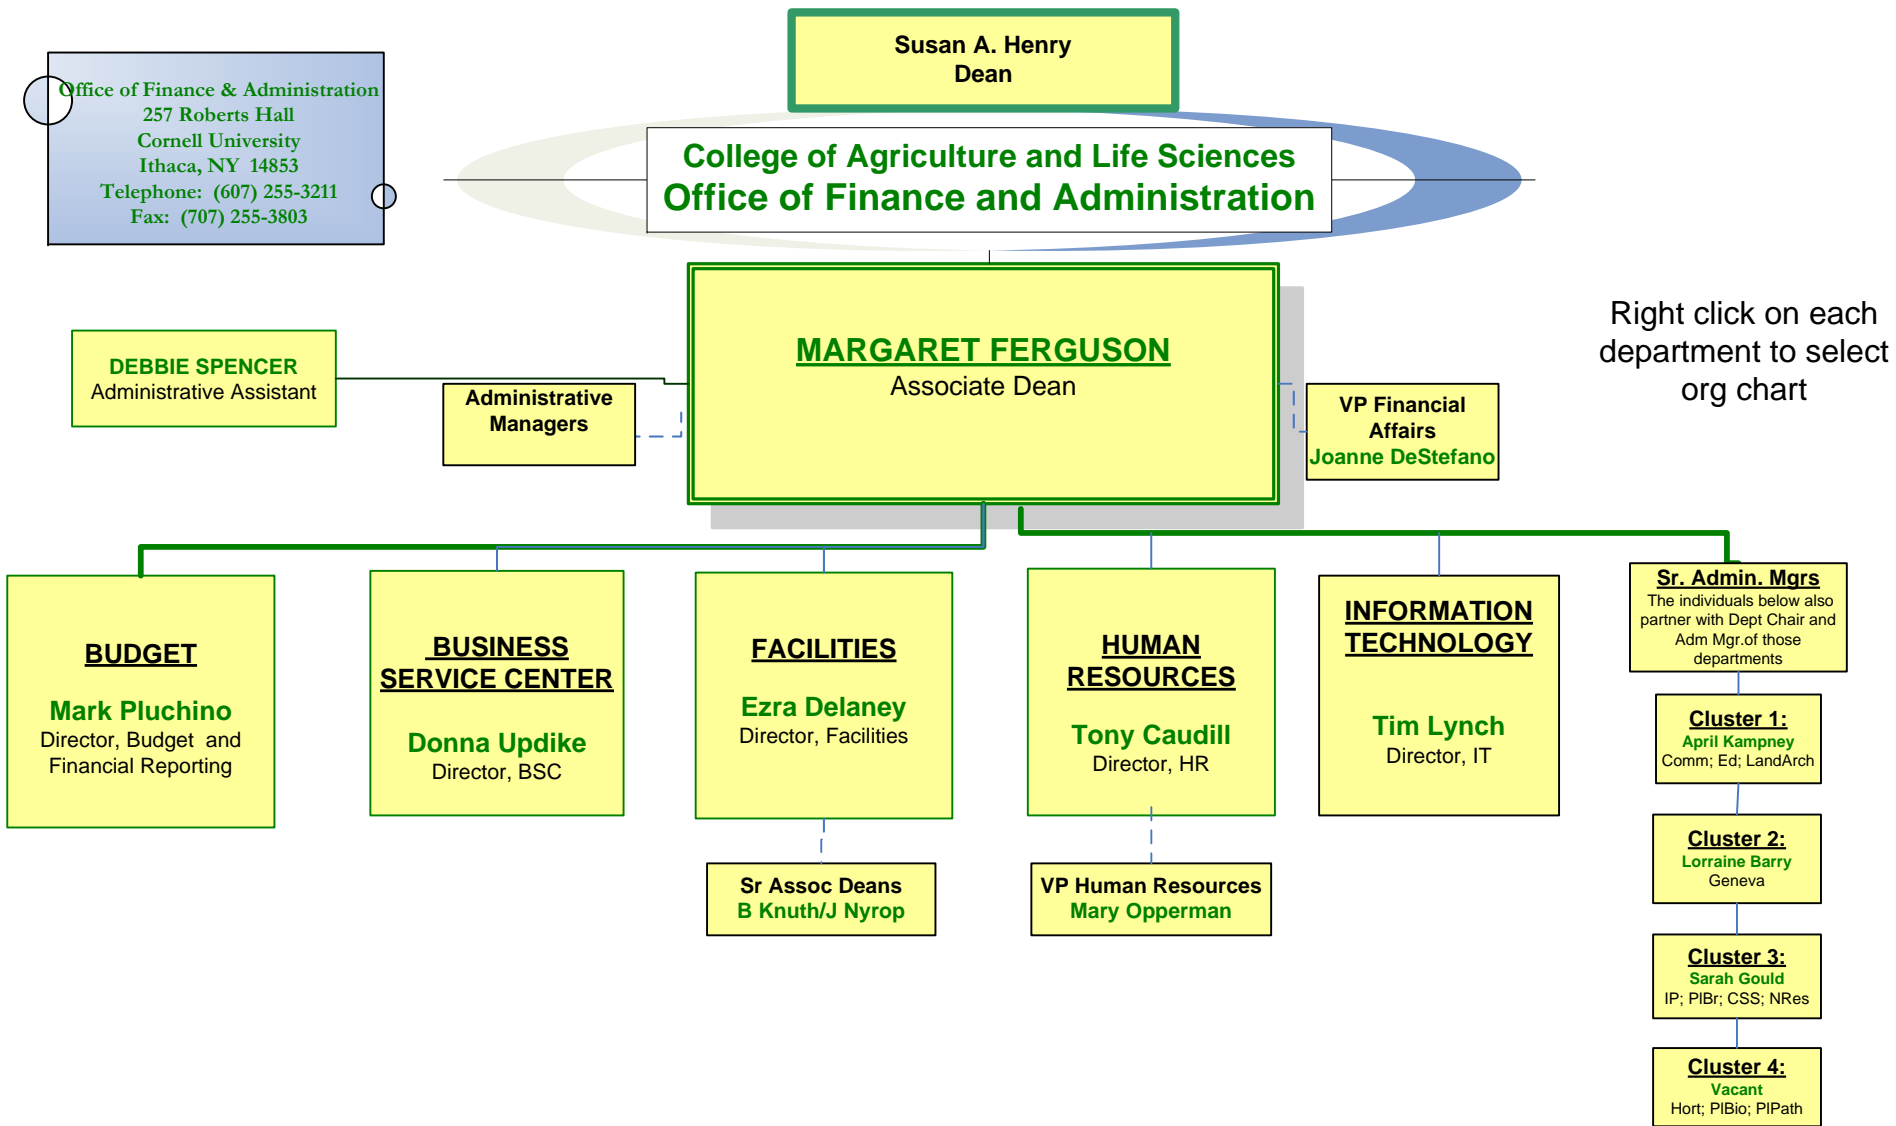 Susan A. Henry
Dean
Office of Finance & Administration
257 Roberts Hall
Cornell University
Ithaca, NY 14853
Telephone: (607) 255-3211
Fax: (707) 255-3803
College of Agriculture and Life Sciences
Office of Finance and Administration
MARGARET FERGUSON
Associate Dean
Right click on each
department to select
org chart
DEBBIE SPENCER
Administrative Assistant
Administrative
Managers
VP Financial
Affairs
Joanne DeStefano
BUDGET
Mark Pluchino
Director, Budget and
Financial Reporting
BUSINESS
SERVICE CENTER
Donna Updike
Director, BSC
FACILITIES
Ezra Delaney
Director, Facilities
HUMAN
RESOURCES
Tony Caudill
Director, HR
INFORMATION
TECHNOLOGY
Tim Lynch
Director, IT
Sr. Admin. Mgrs
The individuals below also
partner with Dept Chair and
Adm Mgr.of those
departments
Cluster 1:
April Kampney
Comm; Ed; LandArch
Cluster 2:
Lorraine Barry
Geneva
Sr Assoc Deans
B Knuth/J Nyrop
VP Human Resources
Mary Opperman
Cluster 3:
Sarah Gould
IP; PlBr; CSS; NRes
Cluster 4:
Vacant
Hort; PlBio; PlPath